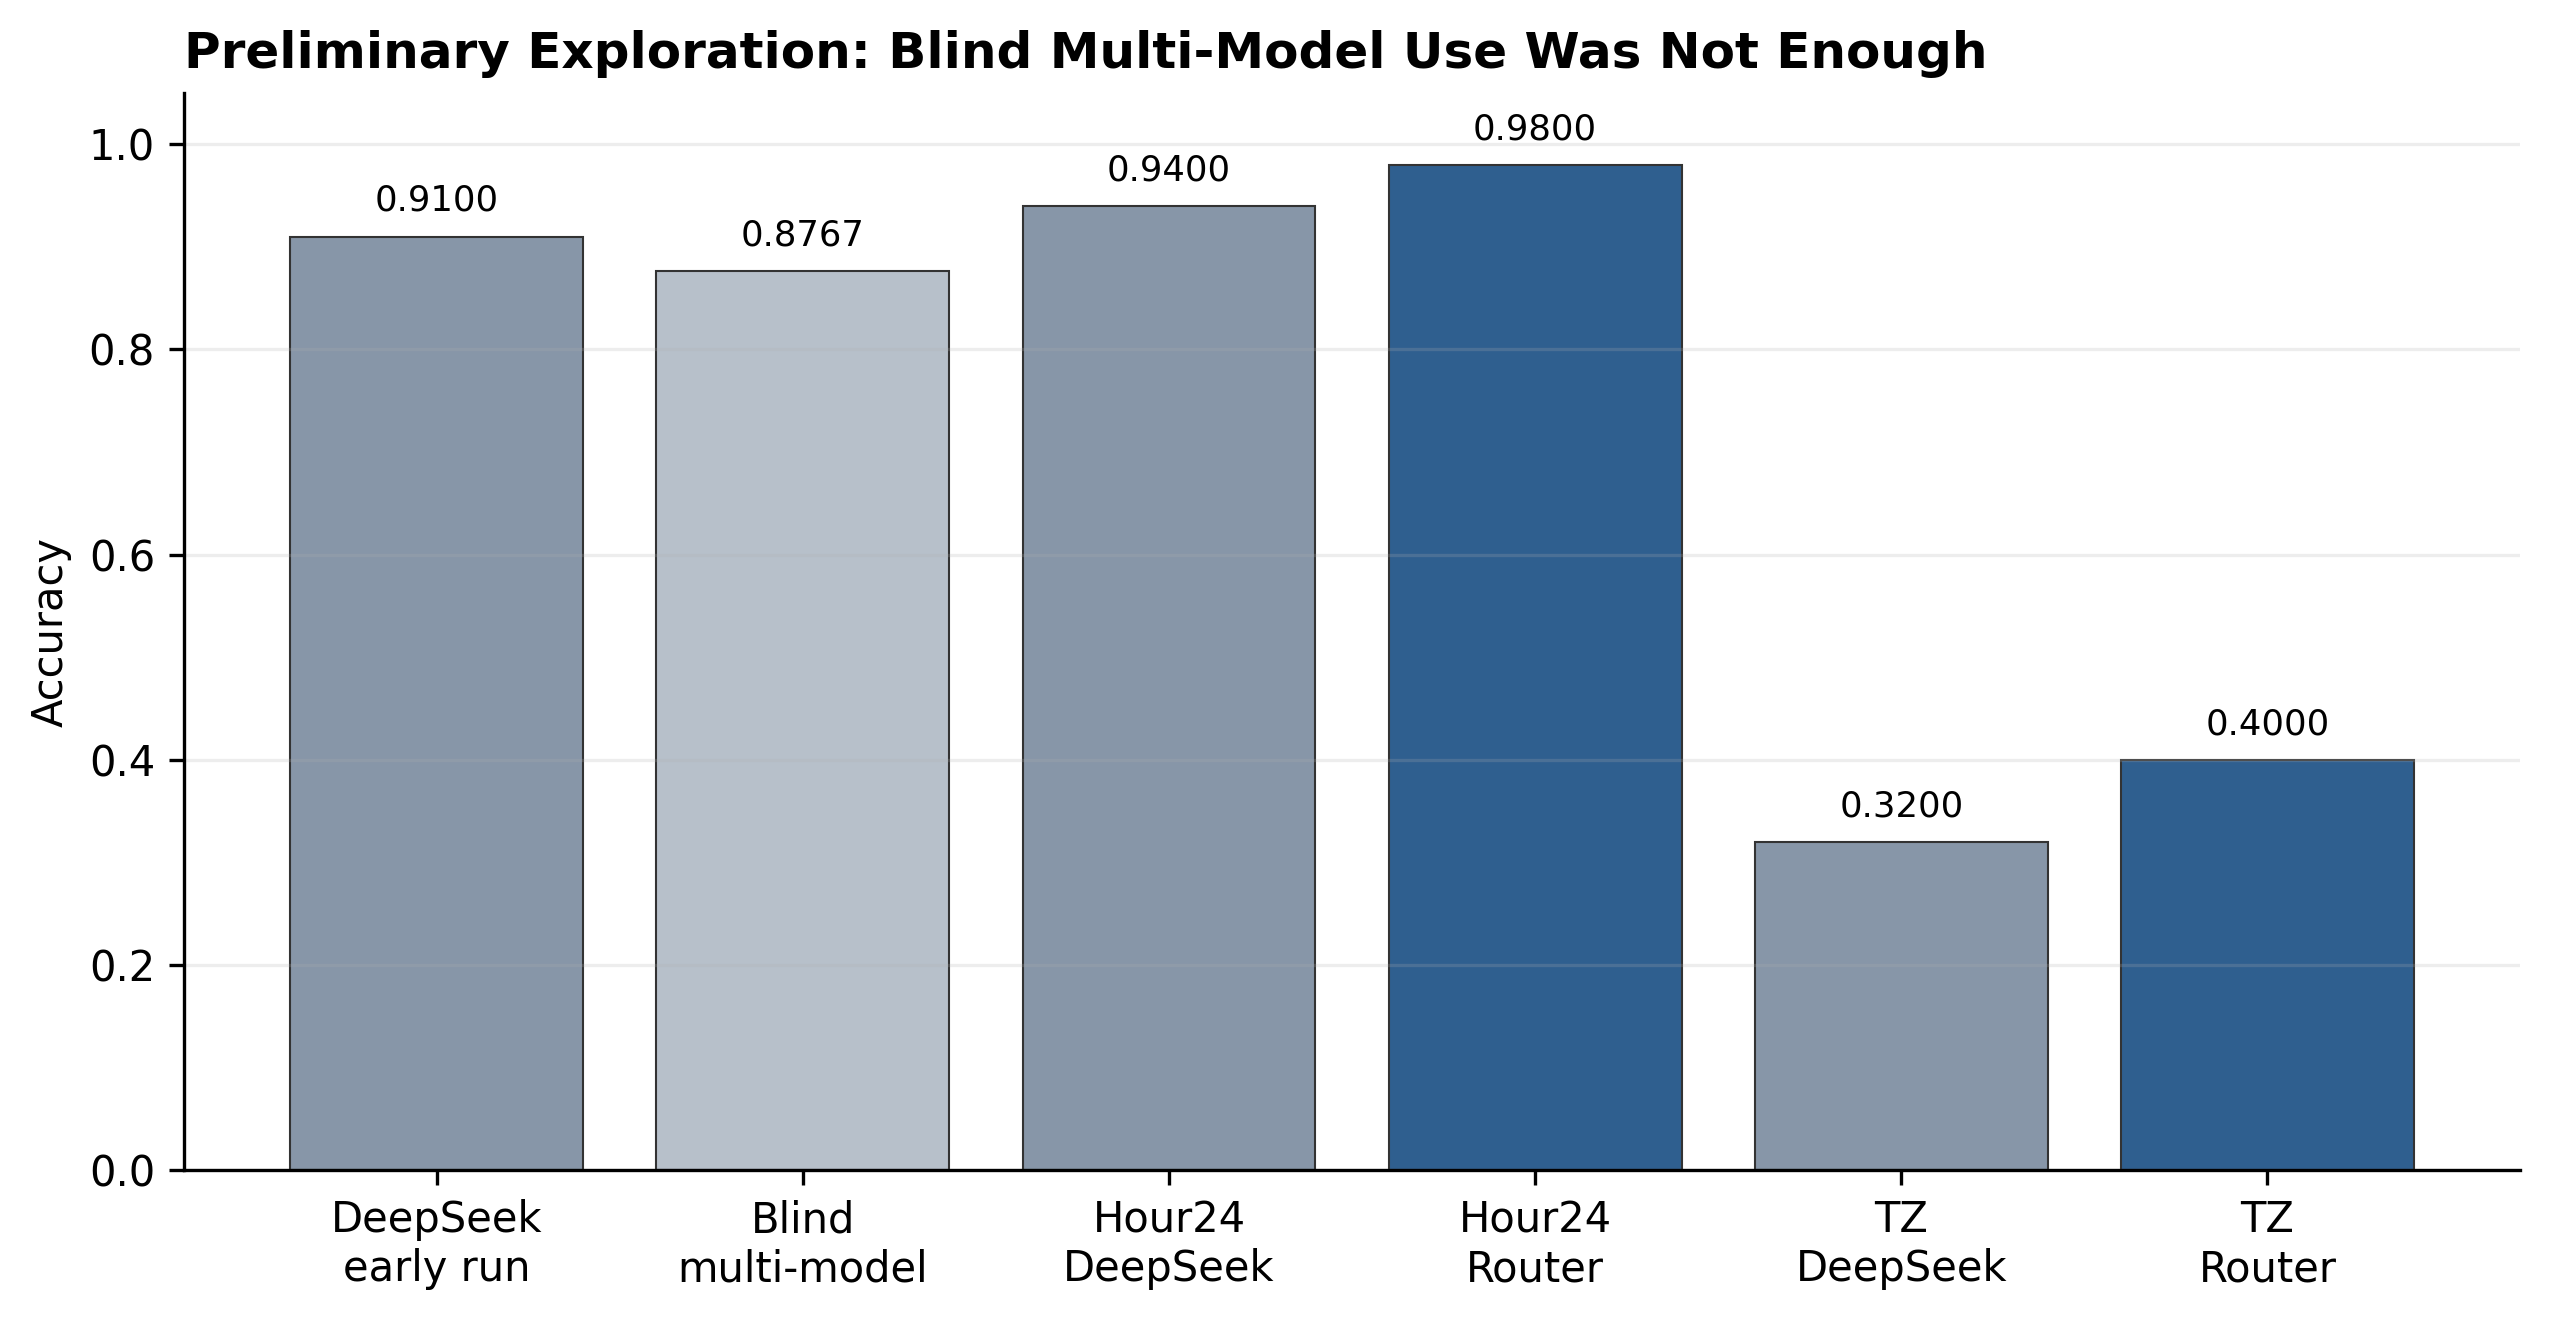 Preliminary Exploration: Blind Multi-Model Use Was Not Enough
Accuracy
1.0
0.8
0.6
0.4
0.2
0.0
0.9100
0.8767
0.9400
0.9800
0.3200
0.4000
DeepSeek
early run
Blind
multi-model
Hour24
DeepSeek
Hour24
Router
TZ
DeepSeek
TZ
Router